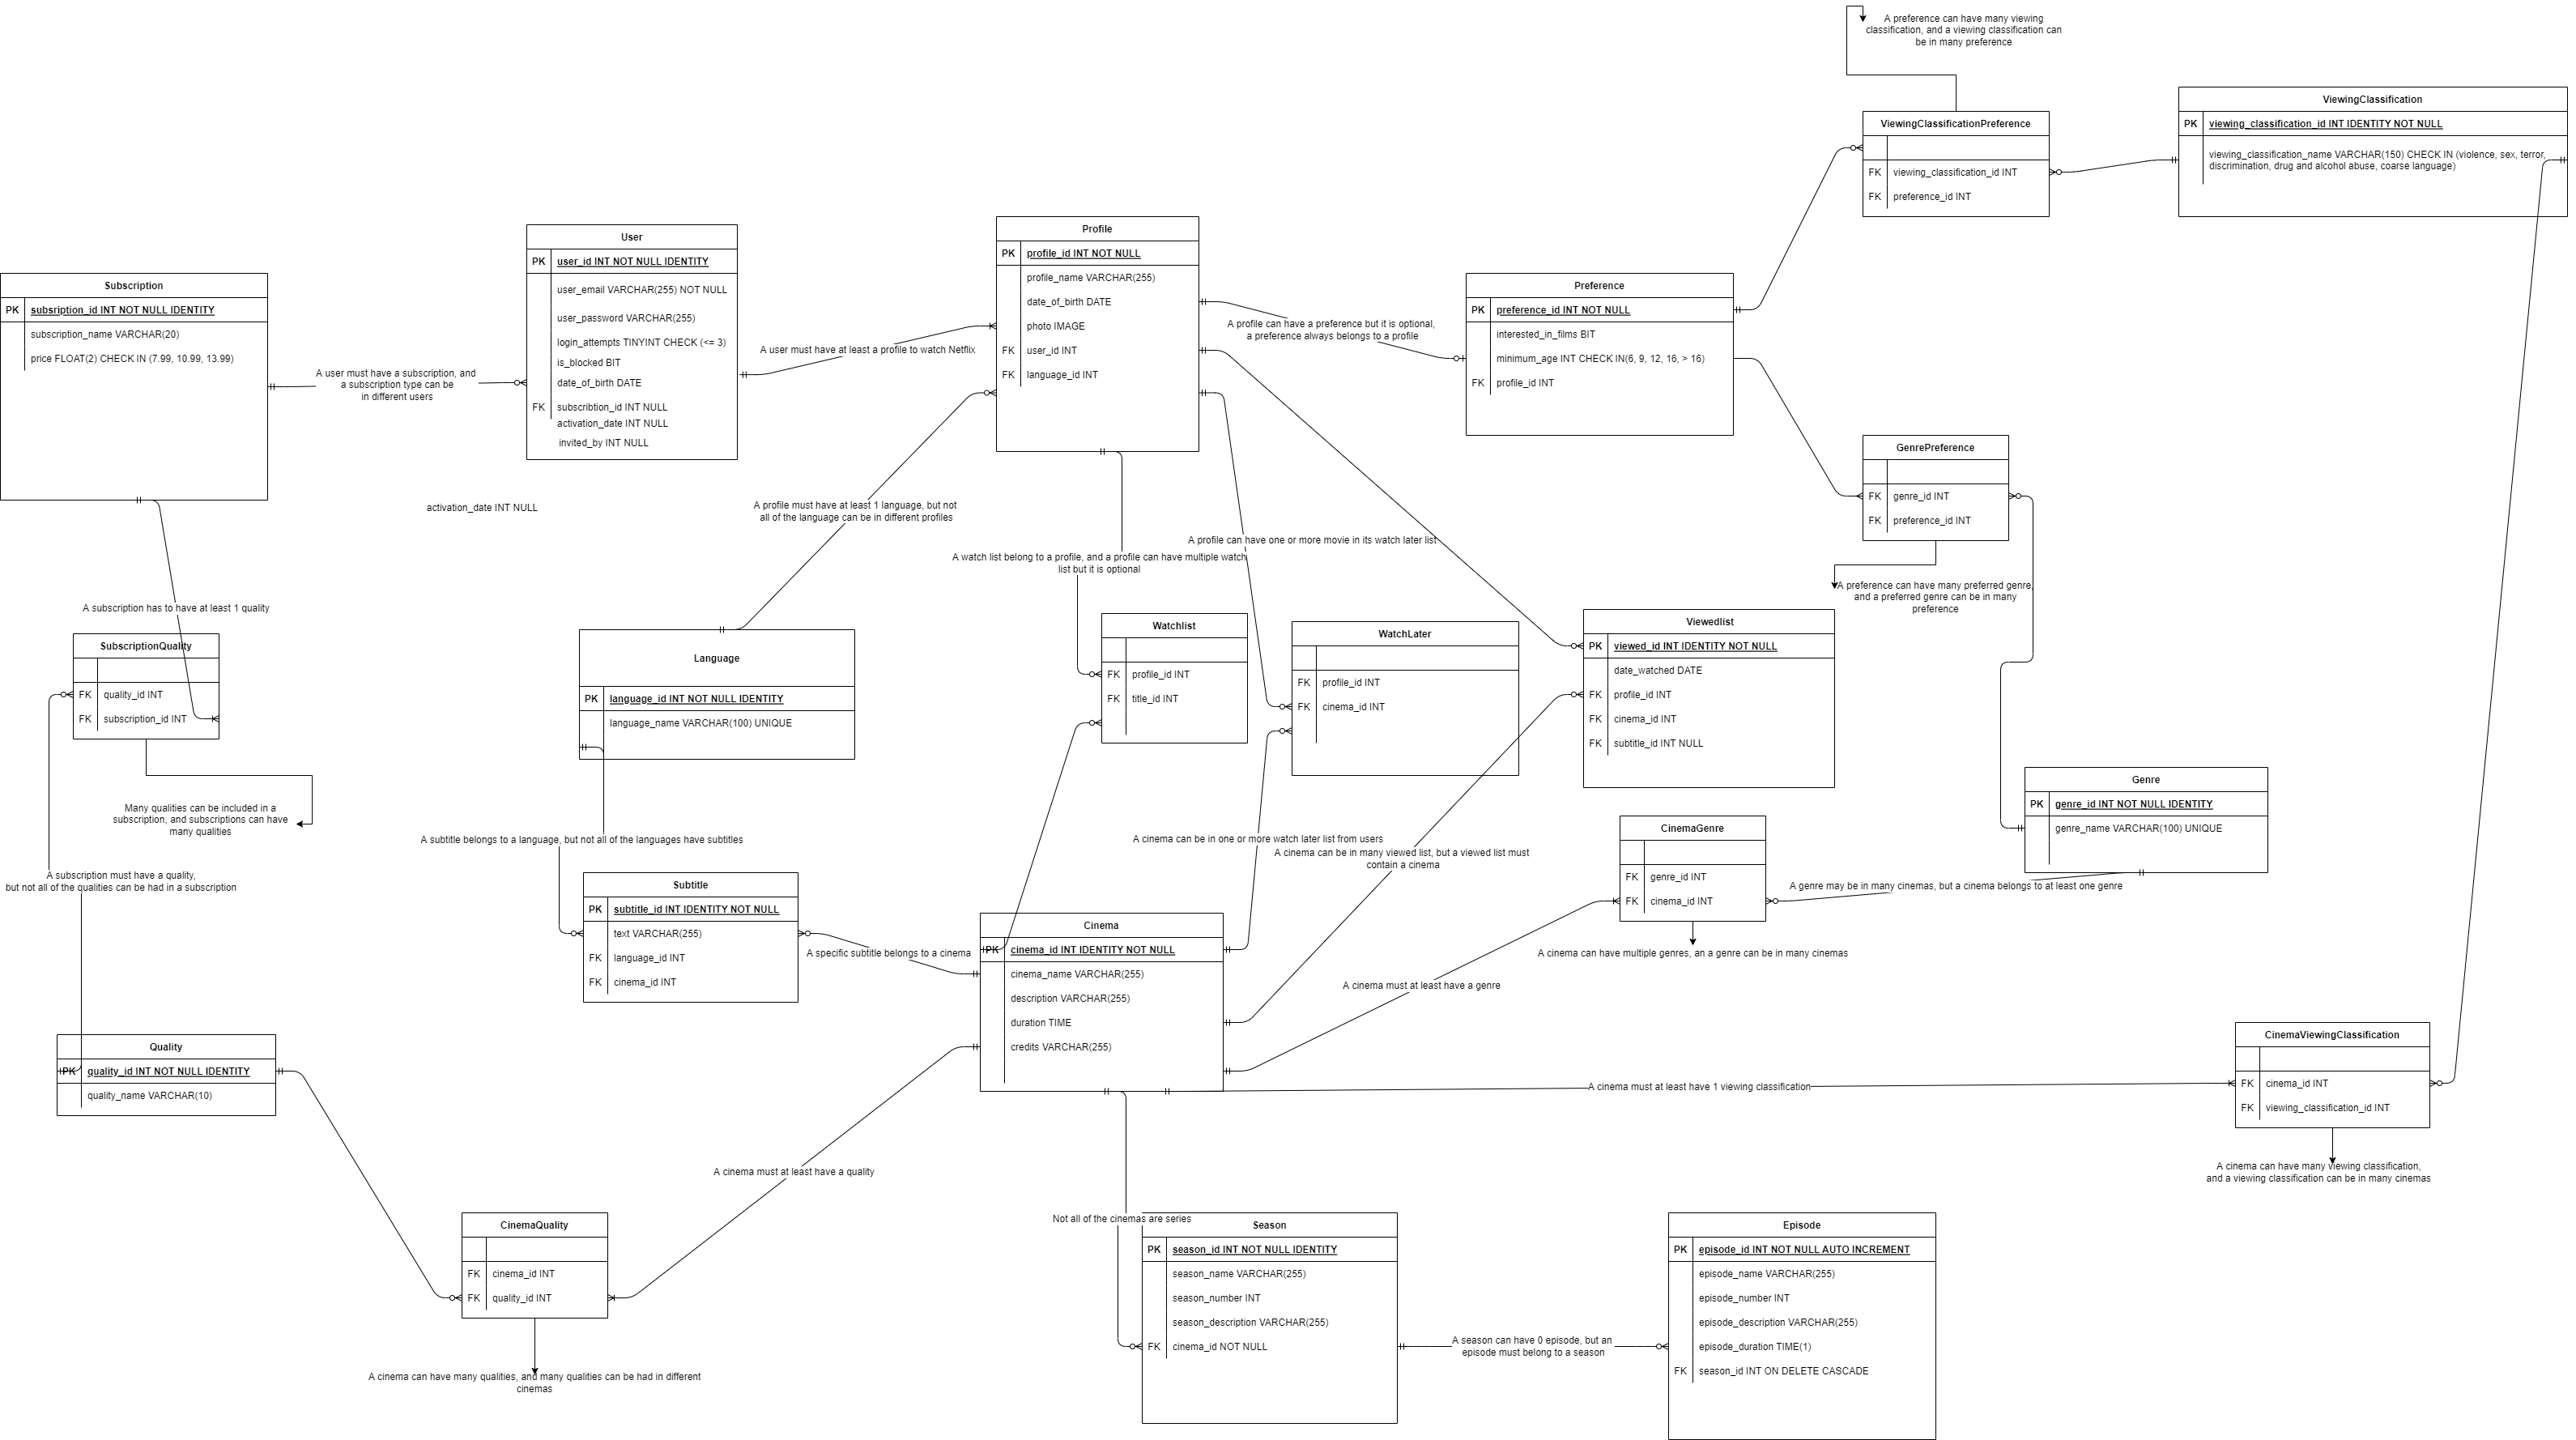 A preference can have many viewing
classification, and a viewing classification can
be in many preference
ViewingClassification
PK viewing_classification_id INT IDENTITY NOT NULL
viewing_classification_name VARCHAR(150) CHECK IN (violence, sex, terror,
discrimination, drug and alcohol abuse, coarse language)
ViewingClassificationPreference
FK viewing_classification_id INT
FK preference_id INT
Profile
PK profile_id INT NOT NULL
profile_name VARCHAR(255)
date_of_birth DATE
photo IMAGE
FK user_id INT
FK language_id INT
User
PK user_id INT NOT NULL IDENTITY
user_email VARCHAR(255) NOT NULL
user_password VARCHAR(255)
login_attempts TINYINT CHECK (<= 3)
is_blocked BIT
date_of_birth DATE
FK subscribtion_id INT NULL
activation_date INT NULL
invited_by INT NULL
Subscription
PK subsription_id INT NOT NULL IDENTITY
subscription_name VARCHAR(20)
price FLOAT(2) CHECK IN (7.99, 10.99, 13.99)
A user must have a subscription, and
a subscription type can be
in different users
A user must have at least a profile to watch Netflix
A profile can have a preference but it is optional,
a preference always belongs to a profile
Preference
PK preference_id INT NOT NULL
interested_in_films BIT
minimum_age INT CHECK IN(6, 9, 12, 16, > 16)
FK profile_id INT
GenrePreference
FK genre_id INT
FK preference_id INT
activation_date INT NULL
A profile must have at least 1 language, but not
all of the language can be in different profiles
A profile can have one or more movie in its watch later list
A watch list belong to a profile, and a profile can have multiple watch
list but it is optional
A preference can have many preferred genre,
and a preferred genre can be in many
preference
A subscription has to have at least 1 quality
SubscriptionQuality
FK quality_id INT
FK subscription_id INT
Language
PK language_id INT NOT NULL IDENTITY
language_name VARCHAR(100) UNIQUE
Watchlist
FK profile_id INT
FK title_id INT
WatchLater
FK profile_id INT
FK cinema_id INT
Viewedlist
PK viewed_id INT IDENTITY NOT NULL
date_watched DATE
FK profile_id INT
FK cinema_id INT
FK subtitle_id INT NULL
Genre
PK genre_id INT NOT NULL IDENTITY
genre_name VARCHAR(100) UNIQUE
Many qualities can be included in a
subscription, and subscriptions can have
many qualities
A subtitle belongs to a language, but not all of the languages have subtitles
A cinema can be in one or more watch later list from users
A cinema can be in many viewed list, but a viewed list must
contain a cinema
CinemaGenre
FK genre_id INT
FK cinema_id INT
A genre may be in many cinemas, but a cinema belongs to at least one genre
A subscription must have a quality,
but not all of the qualities can be had in a subscription
Subtitle
PK subtitle_id INT IDENTITY NOT NULL
text VARCHAR(255)
FK language_id INT
FK cinema_id INT
A specific subtitle belongs to a cinema
Cinema
PK cinema_id INT IDENTITY NOT NULL
cinema_name VARCHAR(255)
description VARCHAR(255)
duration TIME
credits VARCHAR(255)
A cinema can have multiple genres, an a genre can be in many cinemas
A cinema must at least have a genre
Quality
PK quality_id INT NOT NULL IDENTITY
quality_name VARCHAR(10)
A cinema must at least have 1 viewing classification
CinemaViewingClassification
FK cinema_id INT
FK viewing_classification_id INT
A cinema can have many viewing classification,
and a viewing classification can be in many cinemas
A cinema must at least have a quality
CinemaQuality
FK cinema_id INT
FK quality_id INT
A cinema can have many qualities, and many qualities can be had in different
cinemas
Not all of the cinemas are series
Season
PK season_id INT NOT NULL IDENTITY
season_name VARCHAR(255)
season_number INT
season_description VARCHAR(255)
FK cinema_id NOT NULL
A season can have 0 episode, but an
episode must belong to a season
Episode
PK episode_id INT NOT NULL AUTO INCREMENT
episode_name VARCHAR(255)
episode_number INT
episode_description VARCHAR(255)
episode_duration TIME(1)
FK season_id INT ON DELETE CASCADE